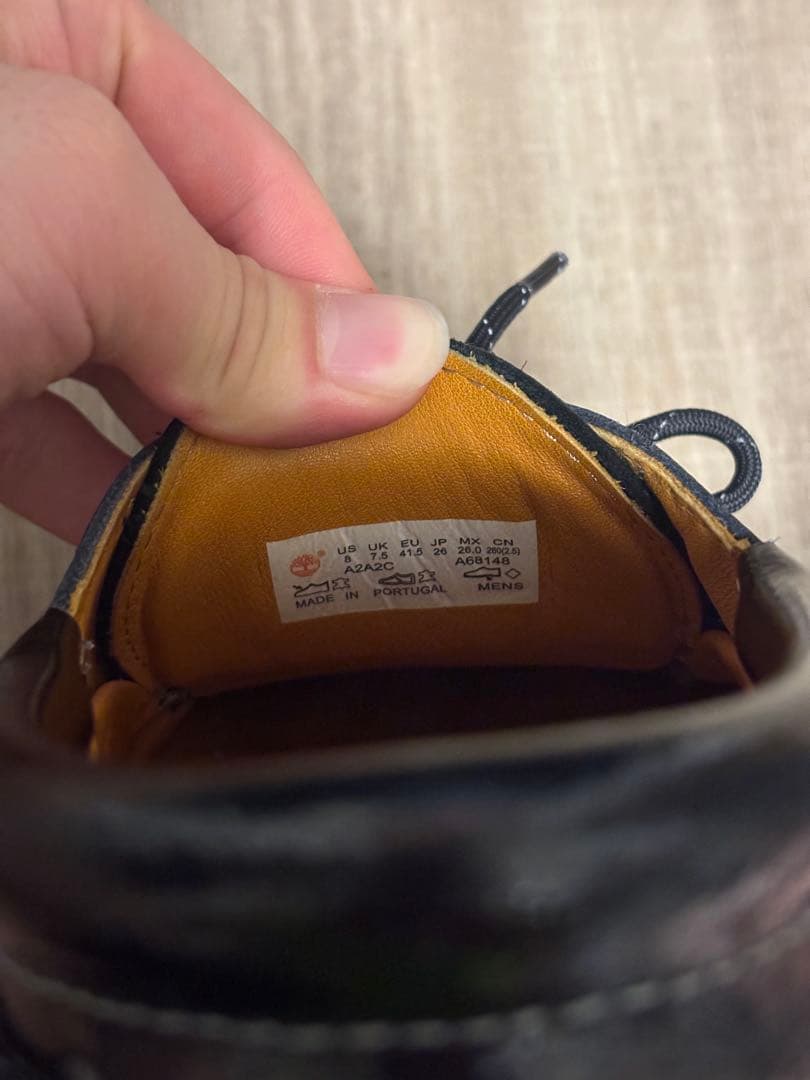 US UK EU JP MX CN
8 7.5 41.5 26 26.0 260(2.5)
A2A2C A68148
MADE IN PORTUGAL MENS